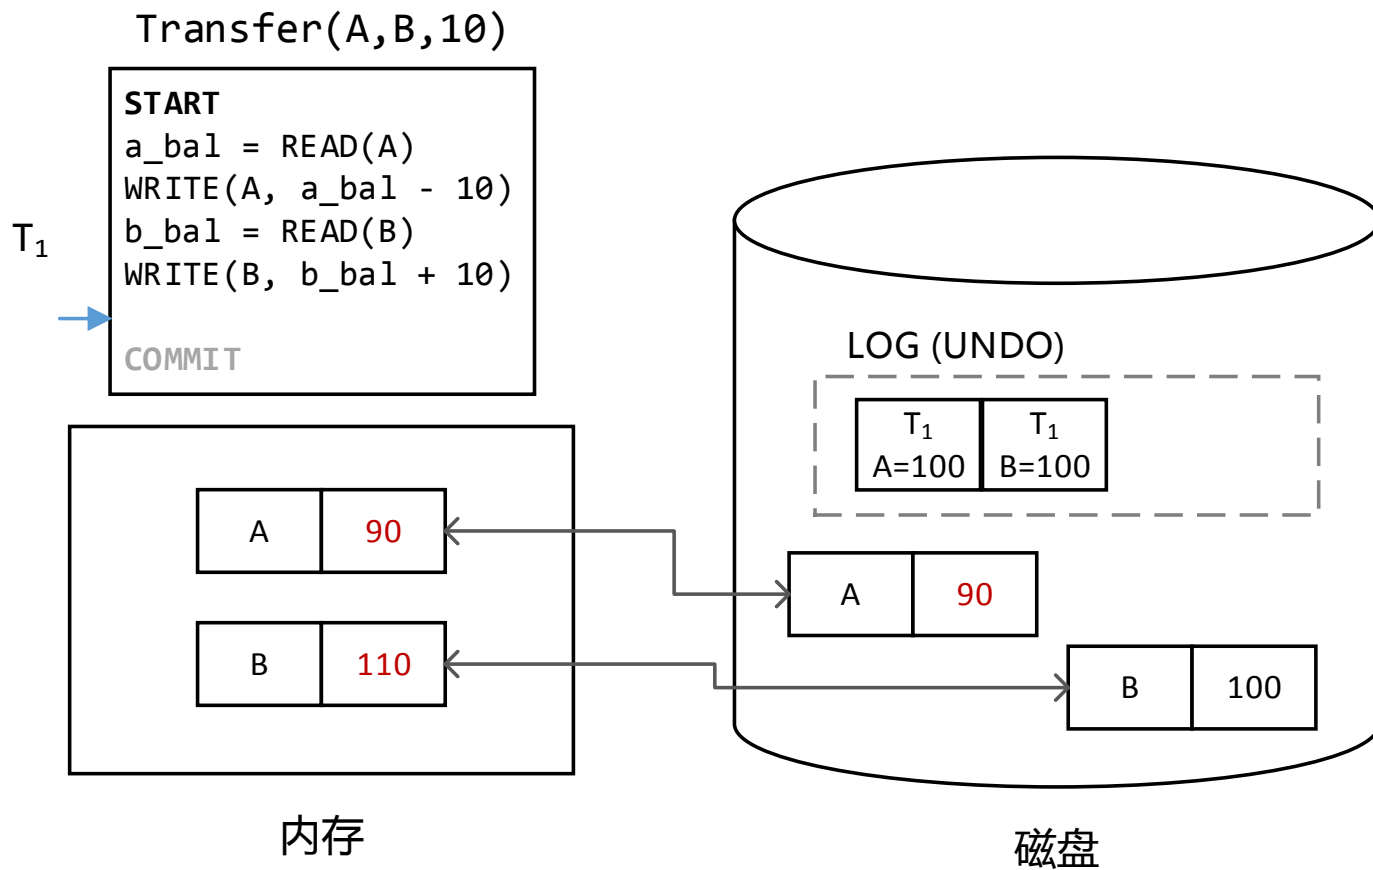 Transfer(A,B,10)
START
a_bal = READ(A)
WRITE(A, a_bal - 10)
b_bal = READ(B)
WRITE(B, b_bal + 10)
COMMIT
T₁
LOG (UNDO)
T₁
A=100
T₁
B=100
A 90
B 110
A 90
B 100
内存
磁盘